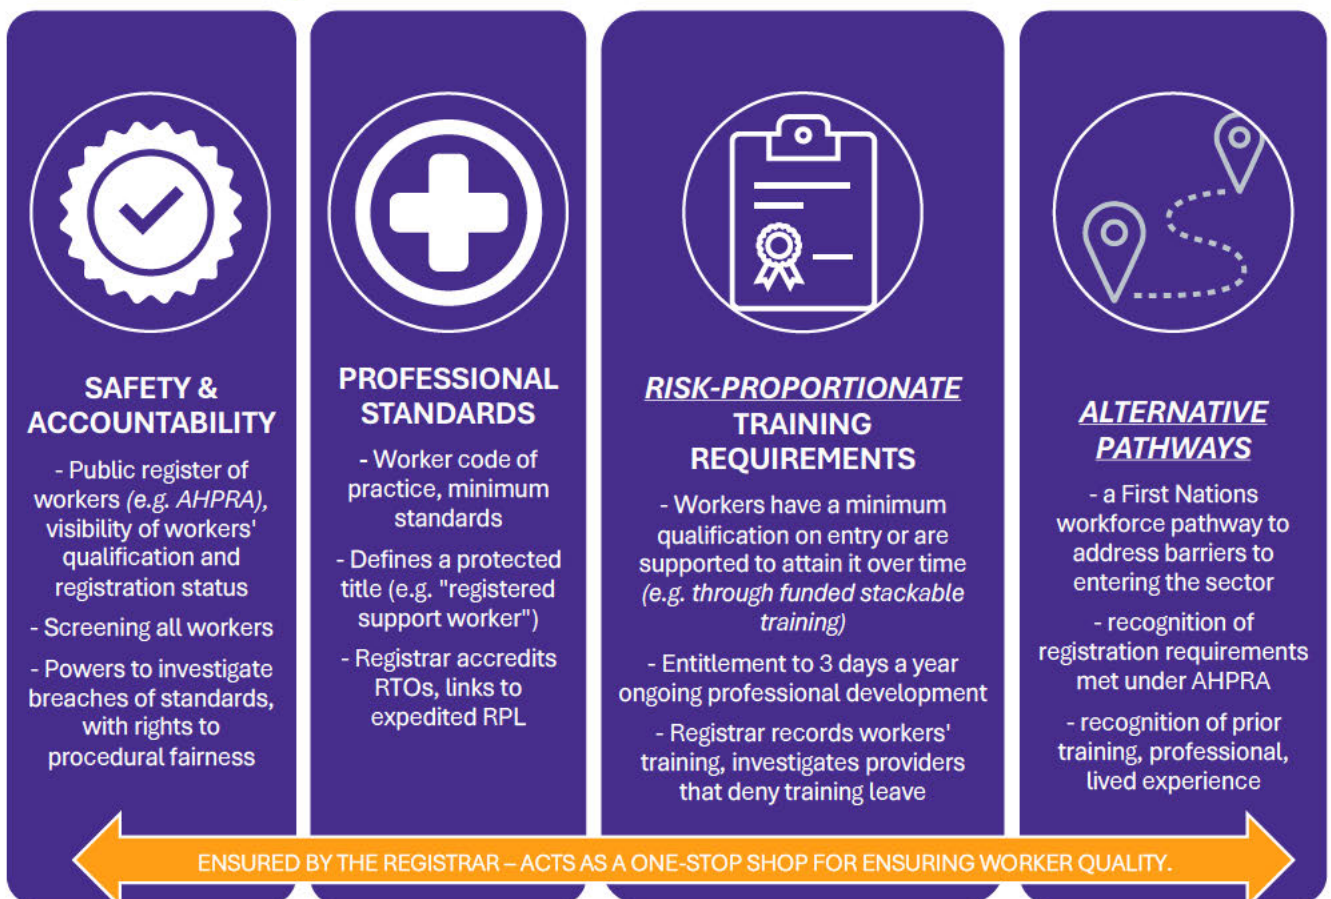 SAFETY &
ACCOUNTABILITY
- Public register of
workers (e.g. AHPRA),
visibility of workers'
qualification and
registration status
- Screening all workers
- Powers to investigate
breaches of standards,
with rights to
procedural fairness
PROFESSIONAL
STANDARDS
- Worker code of
practice, minimum
standards
- Defines a protected
title (e.g. "registered
support worker")
- Registrar accredits
RTOs, links to
expedited RPL
RISK-PROPORTIONATE
TRAINING
REQUIREMENTS
- Workers have a minimum
qualification on entry or are
supported to attain it over time
(e.g. through funded stackable
training)
- Entitlement to 3 days a year
ongoing professional development
- Registrar records workers'
training, investigates providers
that deny training leave
ALTERNATIVE
PATHWAYS
- a First Nations
workforce pathway to
address barriers to
entering the sector
- recognition of
registration requirements
met under AHPRA
- recognition of prior
training, professional,
lived experience
ENSURED BY THE REGISTRAR – ACTS AS A ONE-STOP SHOP FOR ENSURING WORKER QUALITY.